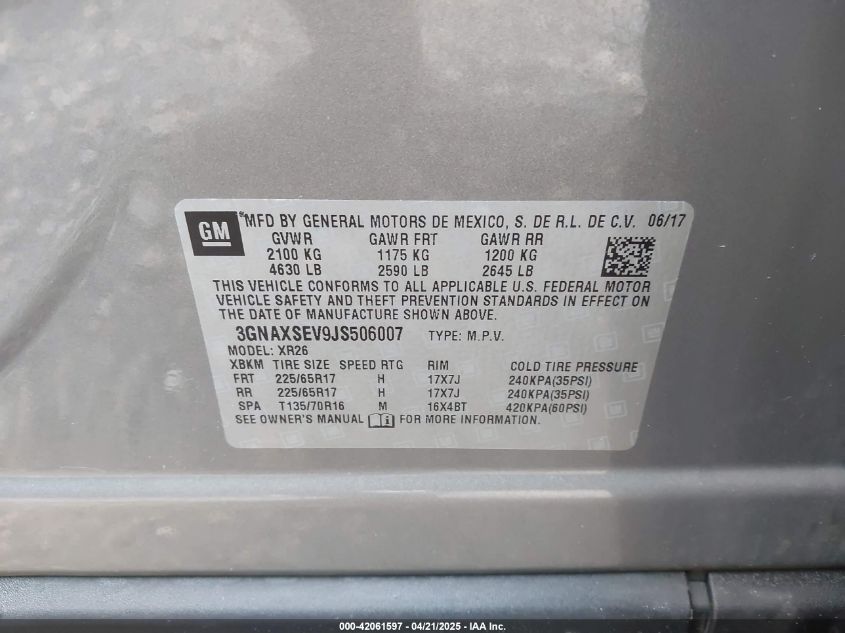 GM
MFD BY GENERAL MOTORS DE MEXICO, S. DE R.L. DE C.V. 06/17
GVWR GAWR FRT GAWR RR
2100 KG 1175 KG 1200 KG
4630 LB 2590 LB 2645 LB
THIS VEHICLE CONFORMS TO ALL APPLICABLE U.S. FEDERAL MOTOR
VEHICLE SAFETY AND THEFT PREVENTION STANDARDS IN EFFECT ON
THE DATE OF MANUFACTURE SHOWN ABOVE.
3GNAXSEV9JS506007 TYPE: M.P.V.
MODEL: XR26
XBKM TIRE SIZE SPEED RTG RIM COLD TIRE PRESSURE
FRT 225/65R17 H 17X7J 240KPA(35PSI)
RR 225/65R17 H 17X7J 240KPA(35PSI)
SPA T135/70R16 M 16X4BT 420KPA(60PSI)
SEE OWNER'S MANUAL FOR MORE INFORMATION.
000-42061597 - 04/21/2025 - IAA Inc.